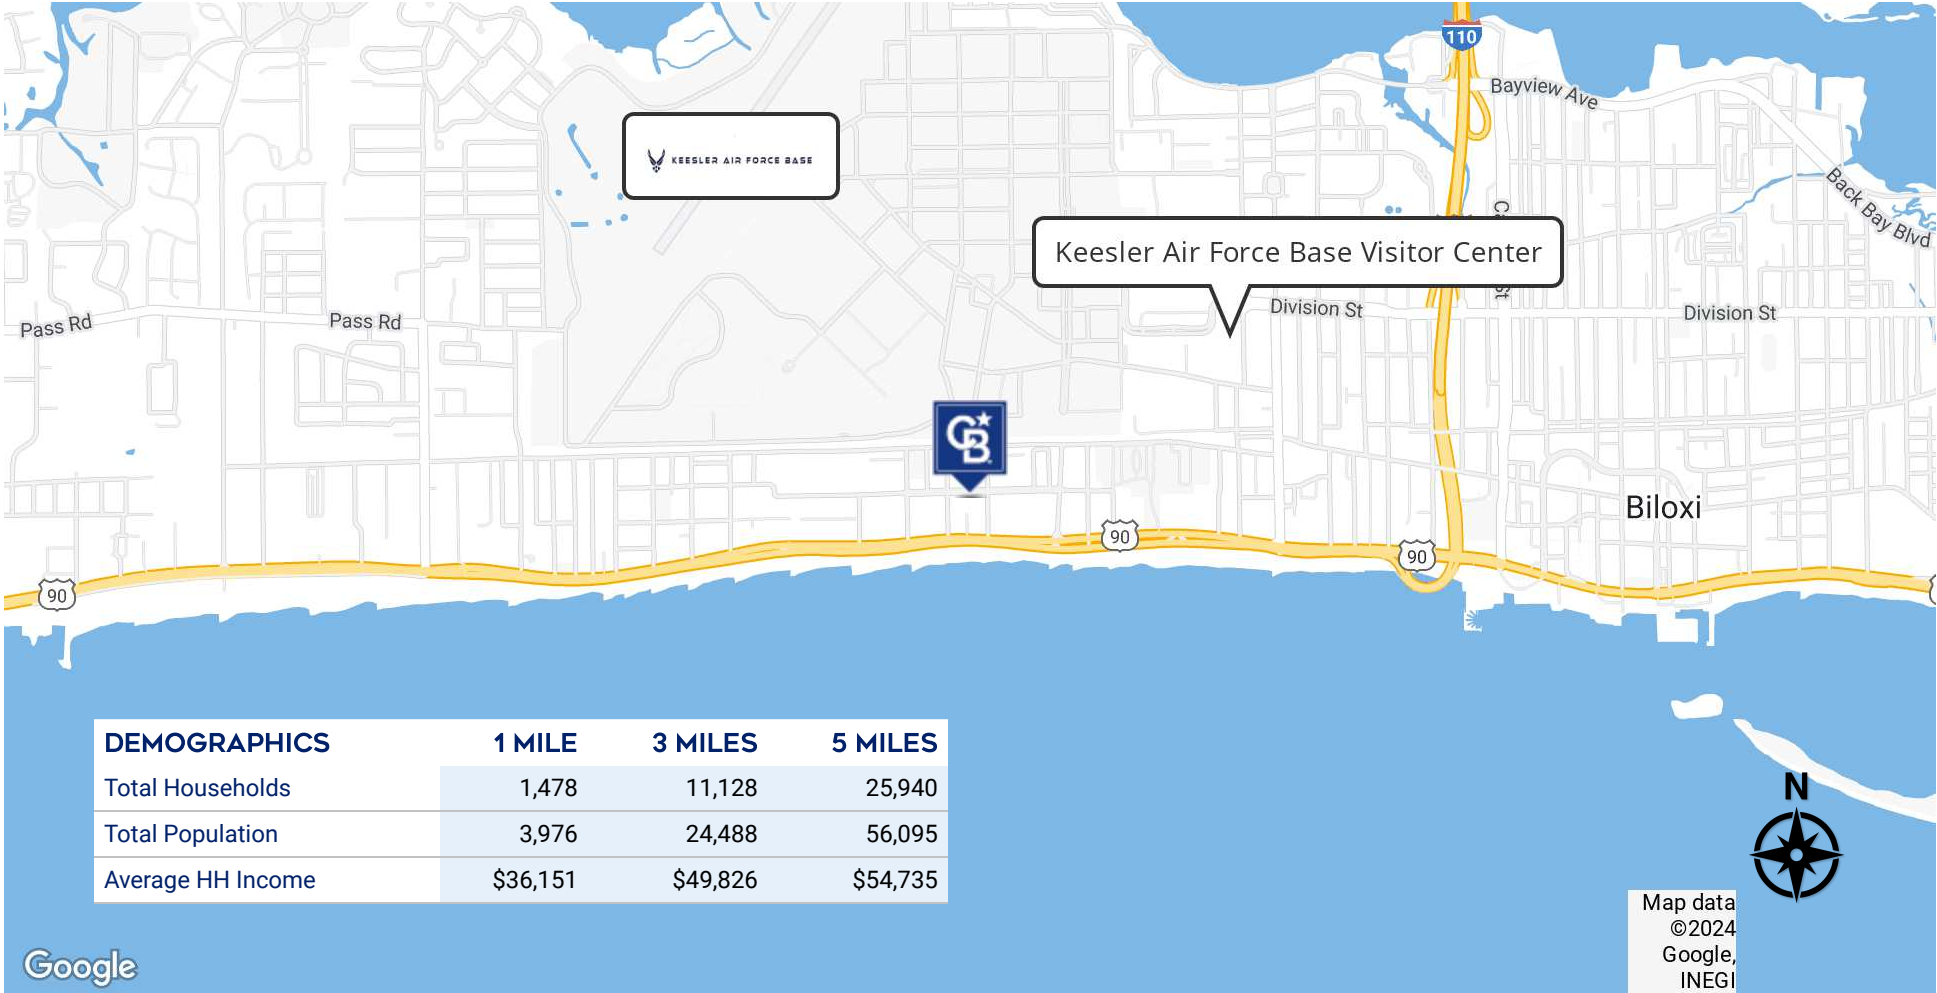 110
Bayview Ave
KEESLER AIR FORCE BASE
Back Bay Blvd
Keesler Air Force Base Visitor Center
Pass Rd
Pass Rd
Division St
Division St
CB
Biloxi
90
90
90
DEMOGRAPHICS 1 MILE 3 MILES 5 MILES
Total Households 1,478 11,128 25,940
Total Population 3,976 24,488 56,095
Average HH Income $36,151 $49,826 $54,735
N
Map data
©2024
Google,
INEGI
Google